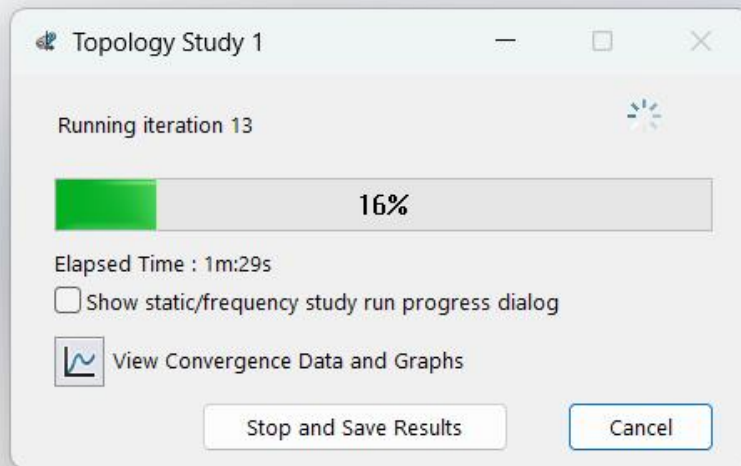 Topology Study 1
Running iteration 13
16%
Elapsed Time : 1m:29s
Show static/frequency study run progress dialog
View Convergence Data and Graphs
Stop and Save Results
Cancel